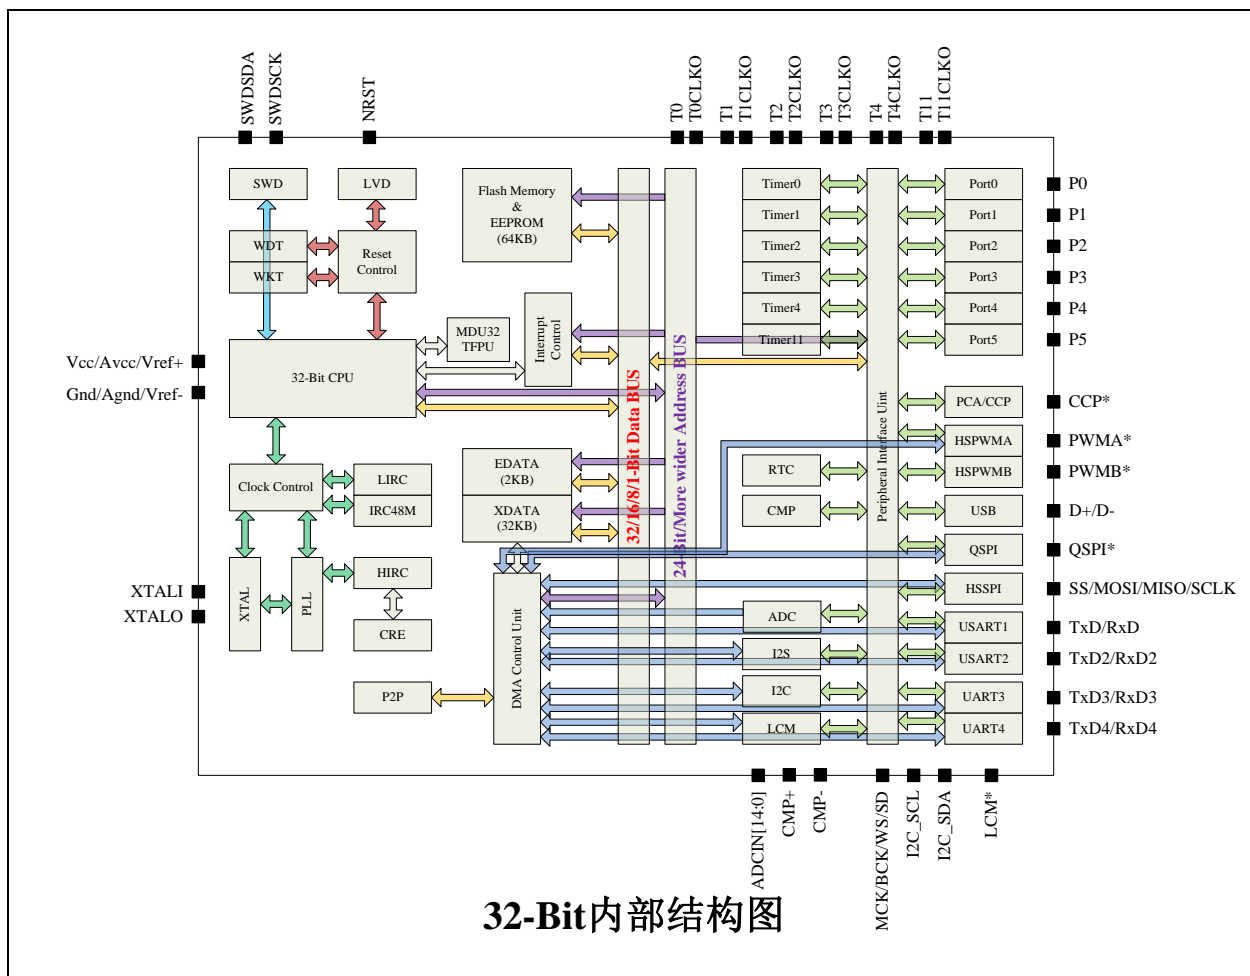 SWDSDA
SWDSCK
NRST
T0
T0CLKO
T1
T1CLKO
T2
T2CLKO
T3
T3CLKO
T4
T4CLKO
T11
T11CLKO
SWD
LVD
WDT
WKT
Reset
Control
Flash Memory
&
EEPROM
(64KB)
MDU32
TFPU
Interrupt
Control
32-Bit CPU
Vcc/Avcc/Vref+
Gnd/Agnd/Vref-
Clock Control
LIRC
IRC48M
EDATA
(2KB)
XDATA
(32KB)
XTAL
PLL
HIRC
CRE
P2P
XTALI
XTALO
DMA Control Unit
32/16/8/1-Bit Data BUS
24-Bit/More wider Address BUS
Timer0
Timer1
Timer2
Timer3
Timer4
Timer11
RTC
CMP
ADC
I2S
I2C
LCM
Peripheral Interface Uint
Port0
Port1
Port2
Port3
Port4
Port5
PCA/CCP
HSPWMA
HSPWMB
USB
QSPI
HSSPI
USART1
USART2
UART3
UART4
P0
P1
P2
P3
P4
P5
CCP*
PWMA*
PWMB*
D+/D-
QSPI*
SS/MOSI/MISO/SCLK
TxD/RxD
TxD2/RxD2
TxD3/RxD3
TxD4/RxD4
ADCIN[14:0]
CMP+
CMP-
MCK/BCK/WS/SD
I2C_SCL
I2C_SDA
LCM*
32-Bit内部结构图